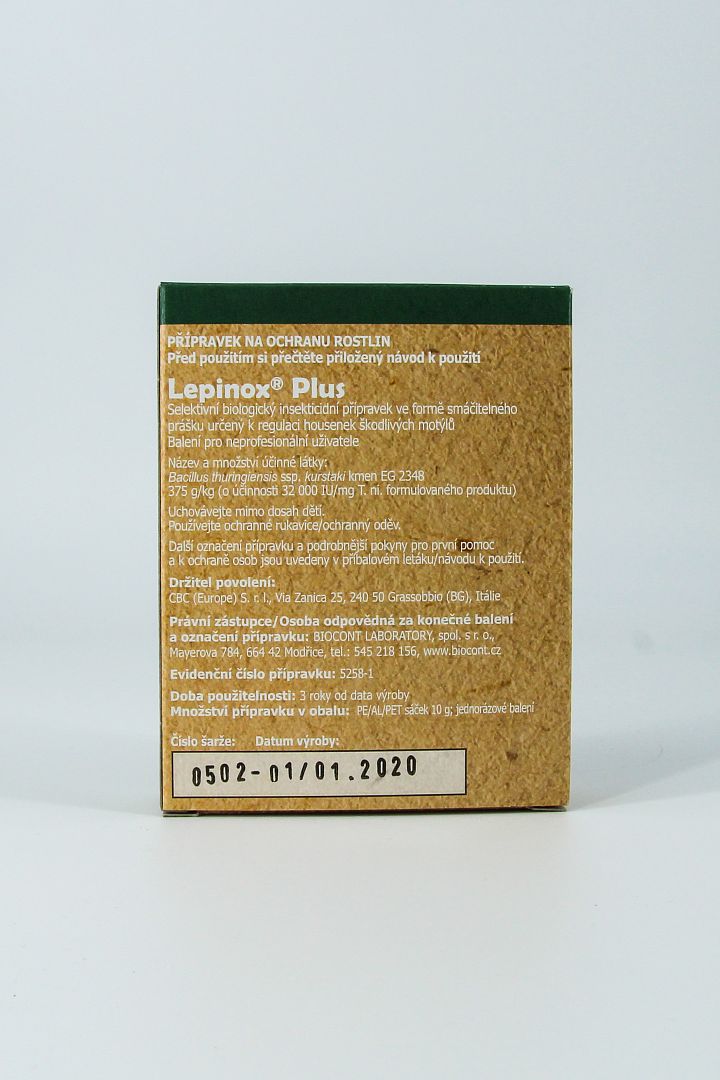 PŘÍPRAVEK NA OCHRANU ROSTLIN
Před použitím si přečtěte přiložený návod k použití
Lepinox® Plus
Selektivní biologický insekticidní přípravek ve formě smáčitelného
prášku určený k regulaci housenek škodlivých motýlů
Balení pro neprofesionální uživatele
Název a množství účinné látky:
Bacillus thuringiensis ssp. kurstaki kmen EG 2348
375 g/kg (o účinnosti 32 000 IU/mg T. ni. formulovaného produktu)
Uchovávejte mimo dosah dětí.
Používejte ochranné rukavice/ochranný oděv.
Další označení přípravku a podrobnější pokyny pro první pomoc
a k ochraně osob jsou uvedeny v příbalovém letáku/návodu k použití.
Držitel povolení:
CBC (Europe) S. r. l., Via Zanica 25, 240 50 Grassobbio (BG), Itálie
Právní zástupce/Osoba odpovědná za konečné balení
a označení přípravku: BIOCONT LABORATORY, spol. s r. o.,
Mayerova 784, 664 42 Modřice, tel.: 545 218 156, www.biocont.cz
Evidenční číslo přípravku: 5258-1
Doba použitelnosti: 3 roky od data výroby
Množství přípravku v obalu: PE/AL/PET sáček 10 g; jednorázové balení
Číslo šarže: Datum výroby:
0502-01/01.2020